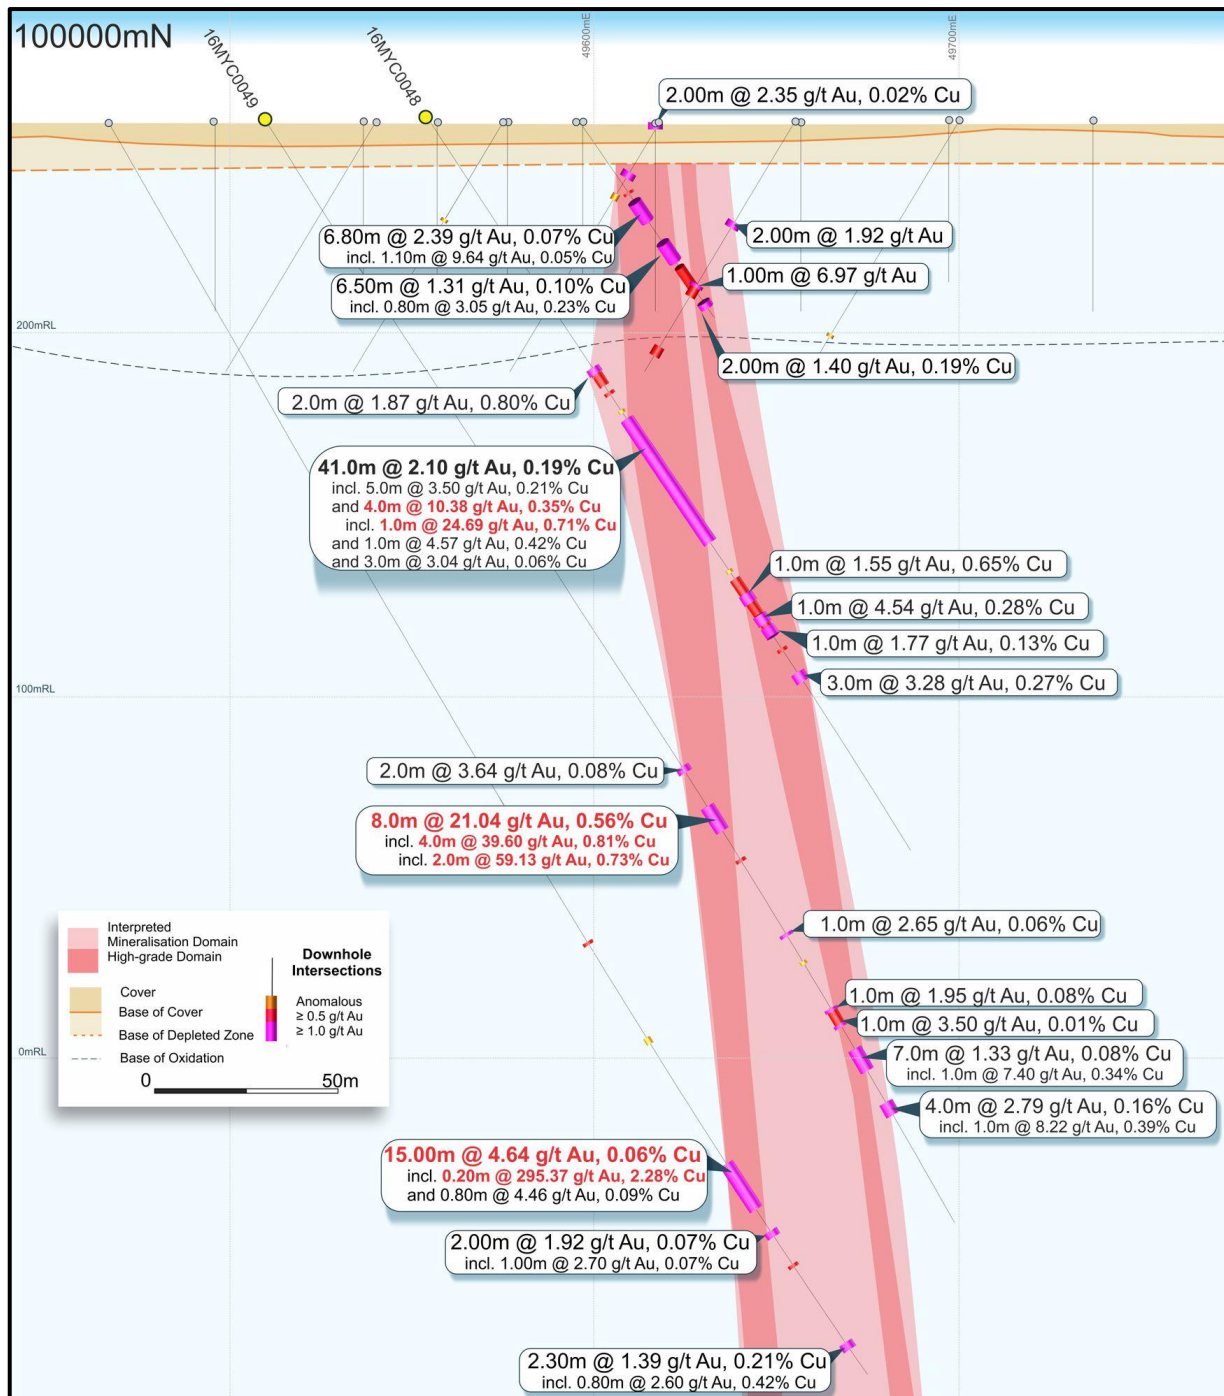 100000mN
16MYC0049
16MYC0048
49600mE
49700mE
2.00m @ 2.35 g/t Au, 0.02% Cu
6.80m @ 2.39 g/t Au, 0.07% Cu
incl. 1.10m @ 9.64 g/t Au, 0.05% Cu
2.00m @ 1.92 g/t Au
6.50m @ 1.31 g/t Au, 0.10% Cu
incl. 0.80m @ 3.05 g/t Au, 0.23% Cu
1.00m @ 6.97 g/t Au
200mRL
2.00m @ 1.40 g/t Au, 0.19% Cu
2.0m @ 1.87 g/t Au, 0.80% Cu
41.0m @ 2.10 g/t Au, 0.19% Cu
incl. 5.0m @ 3.50 g/t Au, 0.21% Cu
and 4.0m @ 10.38 g/t Au, 0.35% Cu
incl. 1.0m @ 24.69 g/t Au, 0.71% Cu
and 1.0m @ 4.57 g/t Au, 0.42% Cu
and 3.0m @ 3.04 g/t Au, 0.06% Cu
1.0m @ 1.55 g/t Au, 0.65% Cu
1.0m @ 4.54 g/t Au, 0.28% Cu
1.0m @ 1.77 g/t Au, 0.13% Cu
3.0m @ 3.28 g/t Au, 0.27% Cu
100mRL
2.0m @ 3.64 g/t Au, 0.08% Cu
8.0m @ 21.04 g/t Au, 0.56% Cu
incl. 4.0m @ 39.60 g/t Au, 0.81% Cu
incl. 2.0m @ 59.13 g/t Au, 0.73% Cu
1.0m @ 2.65 g/t Au, 0.06% Cu
1.0m @ 1.95 g/t Au, 0.08% Cu
1.0m @ 3.50 g/t Au, 0.01% Cu
7.0m @ 1.33 g/t Au, 0.08% Cu
incl. 1.0m @ 7.40 g/t Au, 0.34% Cu
4.0m @ 2.79 g/t Au, 0.16% Cu
incl. 1.0m @ 8.22 g/t Au, 0.39% Cu
Interpreted
Mineralisation Domain
High-grade Domain
Cover
Base of Cover
Base of Depleted Zone
Base of Oxidation
Downhole
Intersections
Anomalous
≥ 0.5 g/t Au
≥ 1.0 g/t Au
0 50m
0mRL
15.00m @ 4.64 g/t Au, 0.06% Cu
incl. 0.20m @ 295.37 g/t Au, 2.28% Cu
and 0.80m @ 4.46 g/t Au, 0.09% Cu
2.00m @ 1.92 g/t Au, 0.07% Cu
incl. 1.00m @ 2.70 g/t Au, 0.07% Cu
2.30m @ 1.39 g/t Au, 0.21% Cu
incl. 0.80m @ 2.60 g/t Au, 0.42% Cu